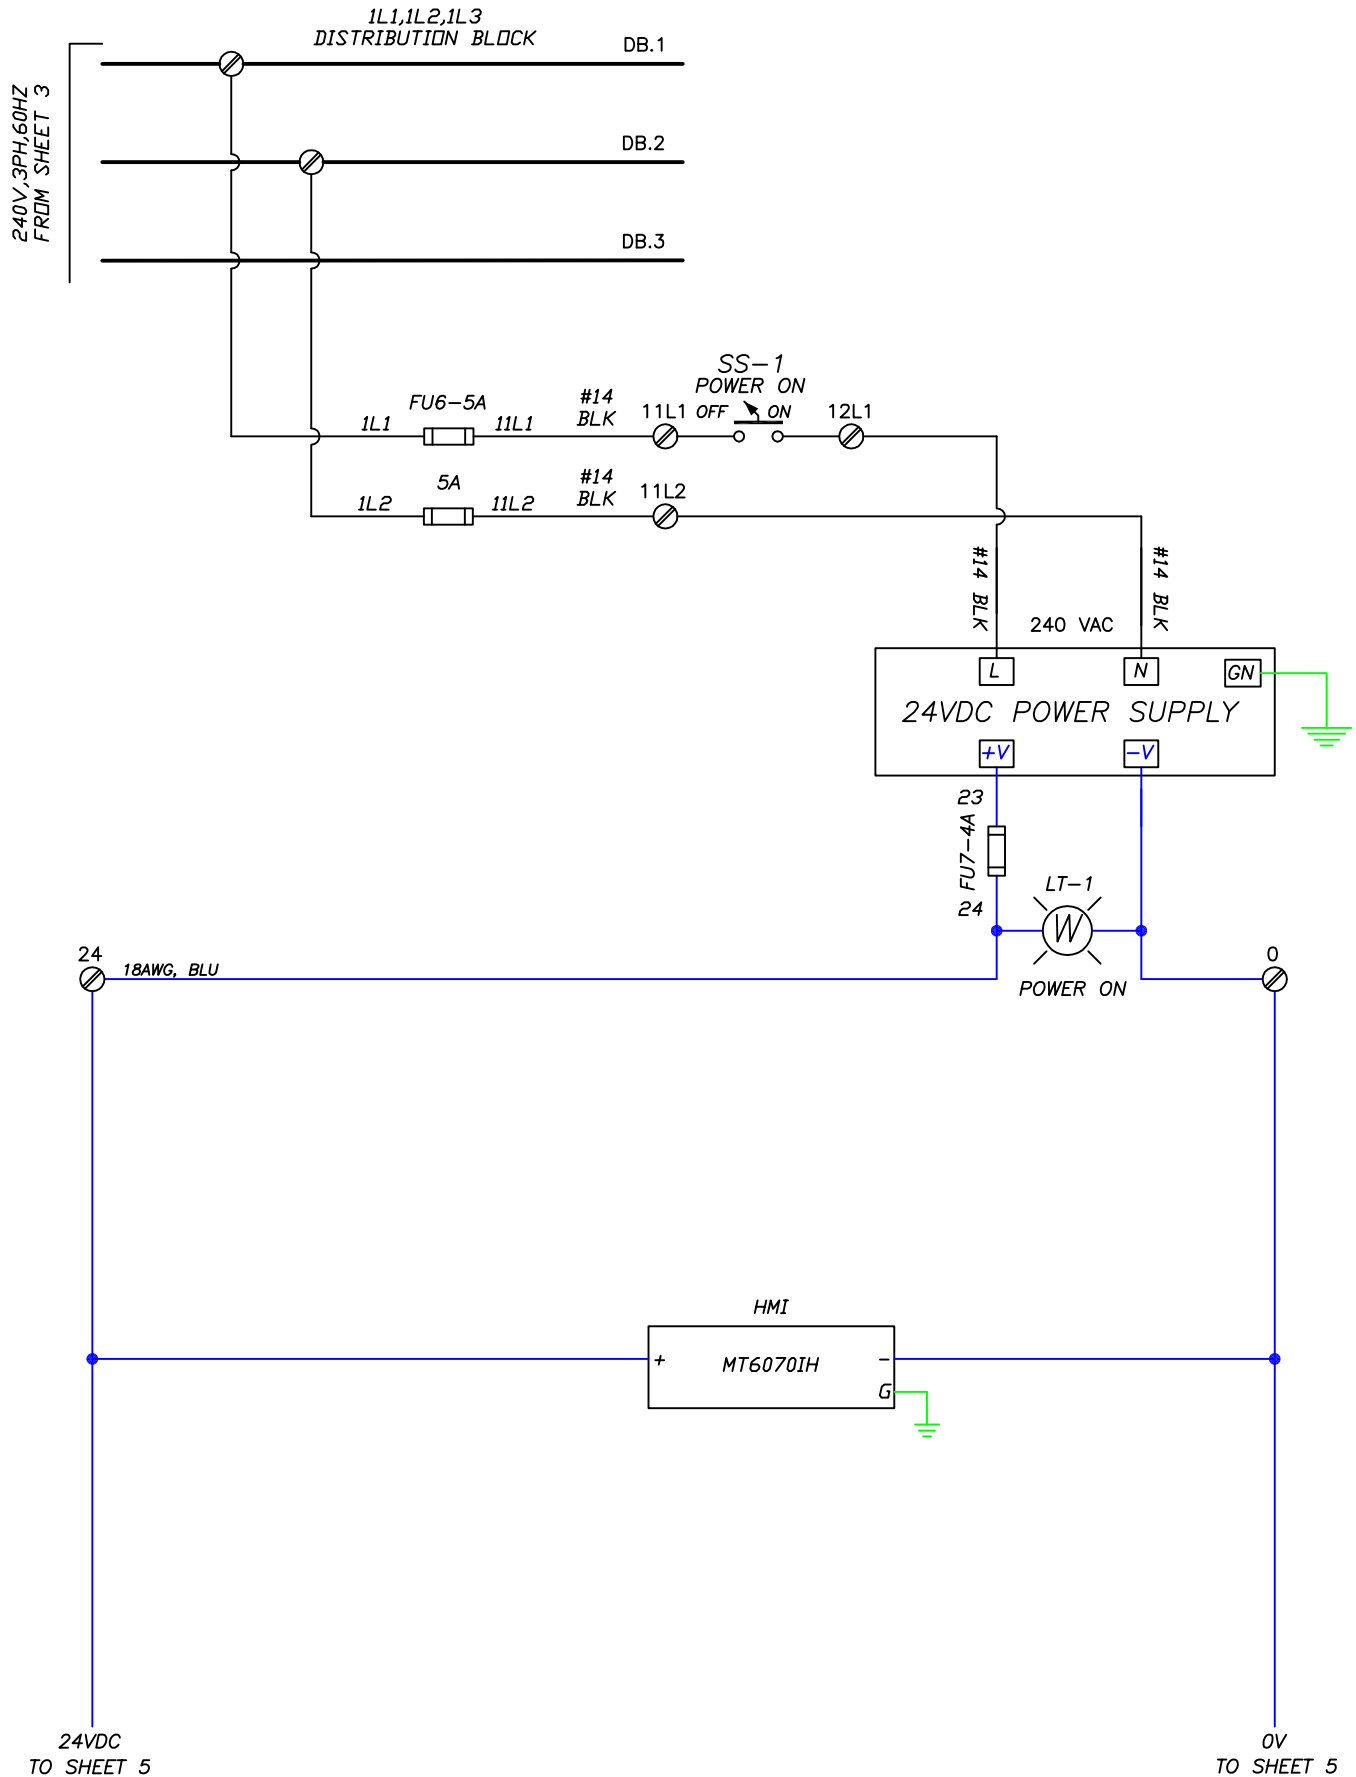 1L1,1L2,1L3
DISTRIBUTION BLOCK
DB.1
240V,3PH,60HZ
FROM SHEET 3
DB.2
DB.3
SS-1
POWER ON
FU6-5A
#14
BLK
1L1
11L1
11L1
OFF
ON
12L1
5A
#14
BLK
1L2
11L2
11L2
#14 BLK
#14 BLK
240 VAC
L
N
GN
24VDC POWER SUPPLY
+V
-V
23
FU7-4A
24
LT-1
W
POWER ON
24
18AWG, BLU
0
HMI
+
MT6070IH
-
G
24VDC
TO SHEET 5
0V
TO SHEET 5